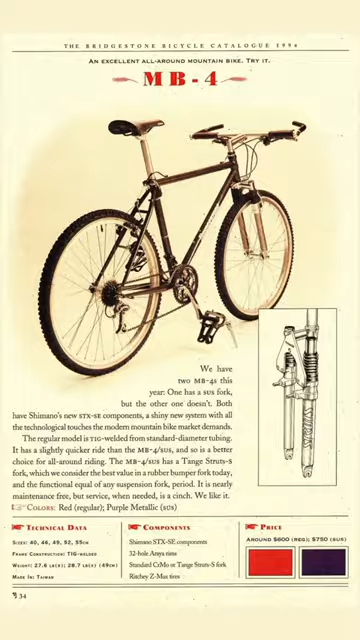 THE BRIDGESTONE BICYCLE CATALOGUE 1994
AN EXCELLENT ALL-AROUND MOUNTAIN BIKE. TRY IT.
MB-4
We have
two MB-4s this
year: One has a SUS fork,
but the other one doesn't. Both
have Shimano's new STX-SE components, a shiny new system with all
the technological touches the modern mountain bike market demands.
The regular model is TIG-welded from standard-diameter tubing.
It has a slightly quicker ride than the MB-4/SUS, and so is a better
choice for all-around riding. The MB-4/SUS has a Tange Struts-S
fork, which we consider the best value in a rubber bumper fork today,
and the functional equal of any suspension fork, period. It is nearly
maintenance free, but service, when needed, is a cinch. We like it.
COLORS: Red (regular); Purple Metallic (SUS)
TECHNICAL DATA
SIZES: 40, 46, 49, 52, 55CM
FRAME CONSTRUCTION: TIG-WELDED
WEIGHT: 27.6 LB(R); 28.7 LB(S) (49CM)
MADE IN: TAIWAN
COMPONENTS
Shimano STX-SE components
32-hole Araya rims
Standard CrMo or Tange Struts-S fork
Ritchey Z-Max tires
PRICE
AROUND $600 (REG); $750 (SUS)
34